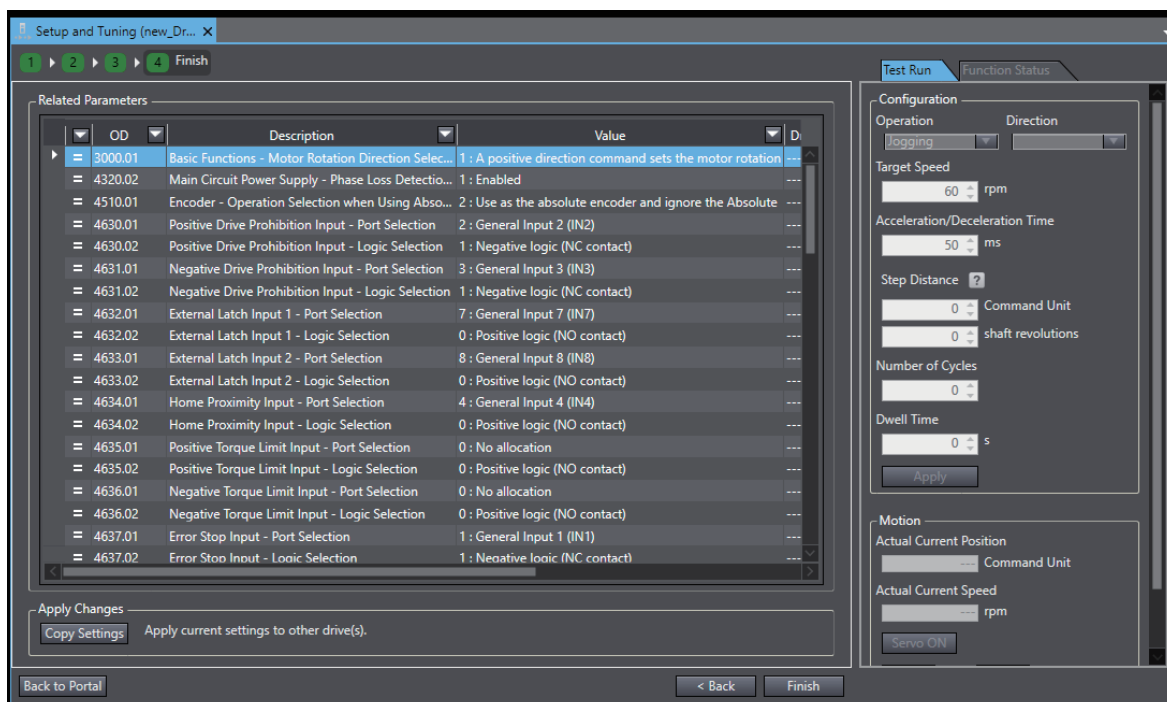 Setup and Tuning (new_Dr... X
1 2 3 4 Finish
Test Run Function Status
Related Parameters
OD Description Value
= 3000.01 Basic Functions - Motor Rotation Direction Selec... 1 : A positive direction command sets the motor rotation ---
= 4320.02 Main Circuit Power Supply - Phase Loss Detectio... 1 : Enabled ---
= 4510.01 Encoder - Operation Selection when Using Abso... 2 : Use as the absolute encoder and ignore the Absolute ---
= 4630.01 Positive Drive Prohibition Input - Port Selection 2 : General Input 2 (IN2) ---
= 4630.02 Positive Drive Prohibition Input - Logic Selection 1 : Negative logic (NC contact) ---
= 4631.01 Negative Drive Prohibition Input - Port Selection 3 : General Input 3 (IN3) ---
= 4631.02 Negative Drive Prohibition Input - Logic Selection 1 : Negative logic (NC contact) ---
= 4632.01 External Latch Input 1 - Port Selection 7 : General Input 7 (IN7) ---
= 4632.02 External Latch Input 1 - Logic Selection 0 : Positive logic (NO contact) ---
= 4633.01 External Latch Input 2 - Port Selection 8 : General Input 8 (IN8) ---
= 4633.02 External Latch Input 2 - Logic Selection 0 : Positive logic (NO contact) ---
= 4634.01 Home Proximity Input - Port Selection 4 : General Input 4 (IN4) ---
= 4634.02 Home Proximity Input - Logic Selection 0 : Positive logic (NO contact) ---
= 4635.01 Positive Torque Limit Input - Port Selection 0 : No allocation ---
= 4635.02 Positive Torque Limit Input - Logic Selection 0 : Positive logic (NO contact) ---
= 4636.01 Negative Torque Limit Input - Port Selection 0 : No allocation ---
= 4636.02 Negative Torque Limit Input - Logic Selection 0 : Positive logic (NO contact) ---
= 4637.01 Error Stop Input - Port Selection 1 : General Input 1 (IN1) ---
= 4637.02 Error Stop Input - Logic Selection 1 : Negative logic (NC contact) ---
Apply Changes
Copy Settings Apply current settings to other drive(s).
Back to Portal < Back Finish
Configuration
Operation Direction
Jogging
Target Speed
60 rpm
Acceleration/Deceleration Time
50 ms
Step Distance ?
0 Command Unit
0 shaft revolutions
Number of Cycles
0
Dwell Time
0 s
Apply
Motion
Actual Current Position
--- Command Unit
Actual Current Speed
--- rpm
Servo ON